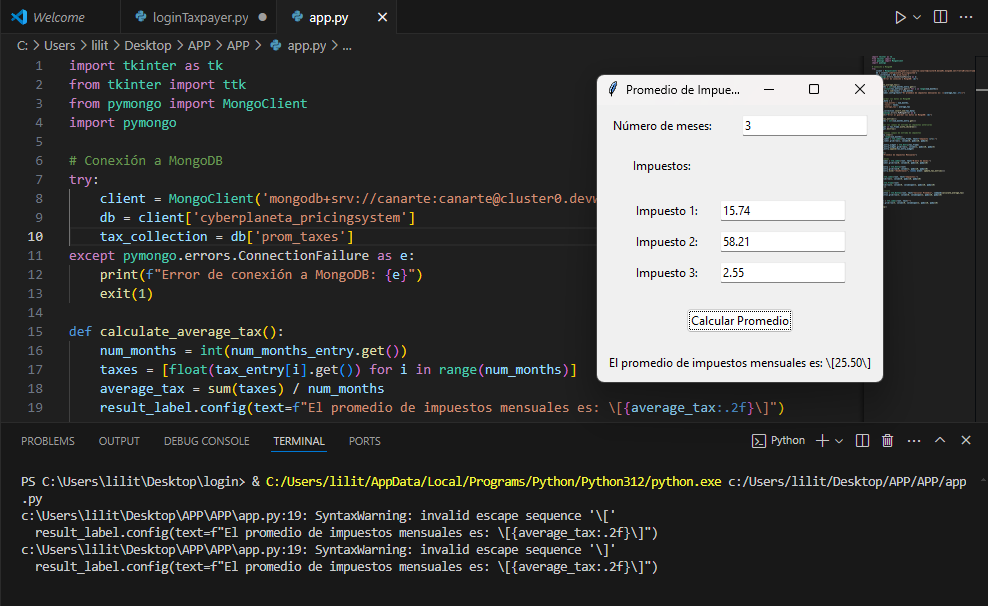 Welcome
loginTaxpayer.py
app.py
C: > Users > lilit > Desktop > APP > APP > app.py > ...
1 import tkinter as tk
2 from tkinter import ttk
3 from pymongo import MongoClient
4 import pymongo
5
6 # Conexión a MongoDB
7 try:
8 client = MongoClient('mongodb+srv://canarte:canarte@cluster0.devw
9 db = client['cyberplaneta_pricingsystem']
10 tax_collection = db['prom_taxes']
11 except pymongo.errors.ConnectionFailure as e:
12 print(f"Error de conexión a MongoDB: {e}")
13 exit(1)
14
15 def calculate_average_tax():
16 num_months = int(num_months_entry.get())
17 taxes = [float(tax_entry[i].get()) for i in range(num_months)]
18 average_tax = sum(taxes) / num_months
19 result_label.config(text=f"El promedio de impuestos mensuales es: \[{average_tax:.2f}\]")
Promedio de Impue...
Número de meses: 3
Impuestos:
Impuesto 1: 15.74
Impuesto 2: 58.21
Impuesto 3: 2.55
Calcular Promedio
El promedio de impuestos mensuales es: \[25.50\]
PROBLEMS OUTPUT DEBUG CONSOLE TERMINAL PORTS
Python
PS C:\Users\lilit\Desktop\login> & C:/Users/lilit/AppData/Local/Programs/Python/Python312/python.exe c:/Users/lilit/Desktop/APP/APP/app
.py
c:\Users\lilit\Desktop\APP\APP\app.py:19: SyntaxWarning: invalid escape sequence '\['
result_label.config(text=f"El promedio de impuestos mensuales es: \[{average_tax:.2f}\]")
c:\Users\lilit\Desktop\APP\APP\app.py:19: SyntaxWarning: invalid escape sequence '\]'
result_label.config(text=f"El promedio de impuestos mensuales es: \[{average_tax:.2f}\]")